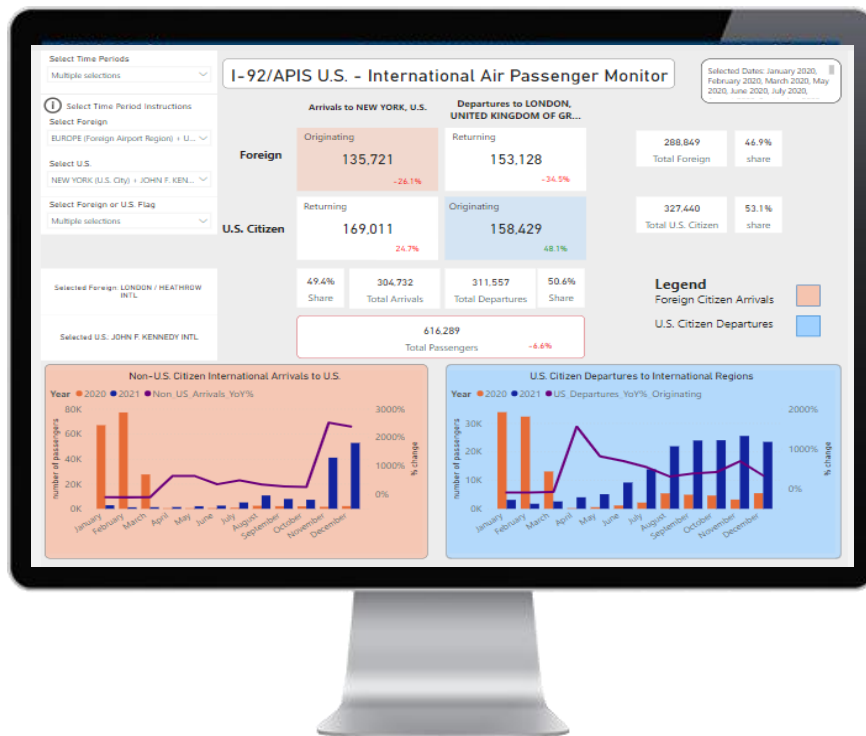 Select Time Periods
Multiple selections
Select Time Period Instructions
Select Foreign
EUROPE (Foreign Airport Region) + U...
Select U.S.
NEW YORK (U.S. City) + JOHN F. KEN...
Select Foreign or U.S. Flag
Multiple selections
Selected Foreign: LONDON / HEATHROW
INTL
Selected U.S: JOHN F. KENNEDY INTL
I-92/APIS U.S. - International Air Passenger Monitor
Selected Dates: January 2020,
February 2020, March 2020, May
2020, June 2020, July 2020,
Arrivals to NEW YORK, U.S.
Departures to LONDON,
UNITED KINGDOM OF GR...
Foreign
Originating
135,721
-26.1%
Returning
153,128
-34.5%
288,849
Total Foreign
46.9%
share
U.S. Citizen
Returning
169,011
24.7%
Originating
158,429
48.1%
327,440
Total U.S. Citizen
53.1%
share
49.4%
Share
304,732
Total Arrivals
311,557
Total Departures
50.6%
Share
616,289
Total Passengers
-6.6%
Legend
Foreign Citizen Arrivals
U.S. Citizen Departures
Non-U.S. Citizen International Arrivals to U.S.
Year 2020 2021 Non_US_Arrivals_YoY%
number of passengers
80K
60K
40K
20K
0K
3000%
2000%
1000%
0%
% change
January
February
March
April
May
June
July
August
September
October
November
December
U.S. Citizen Departures to International Regions
Year 2020 2021 US_Departures_YoY%_Originating
number of passengers
30K
20K
10K
0K
2000%
1000%
0%
% change
January
February
March
April
May
June
July
August
September
October
November
December